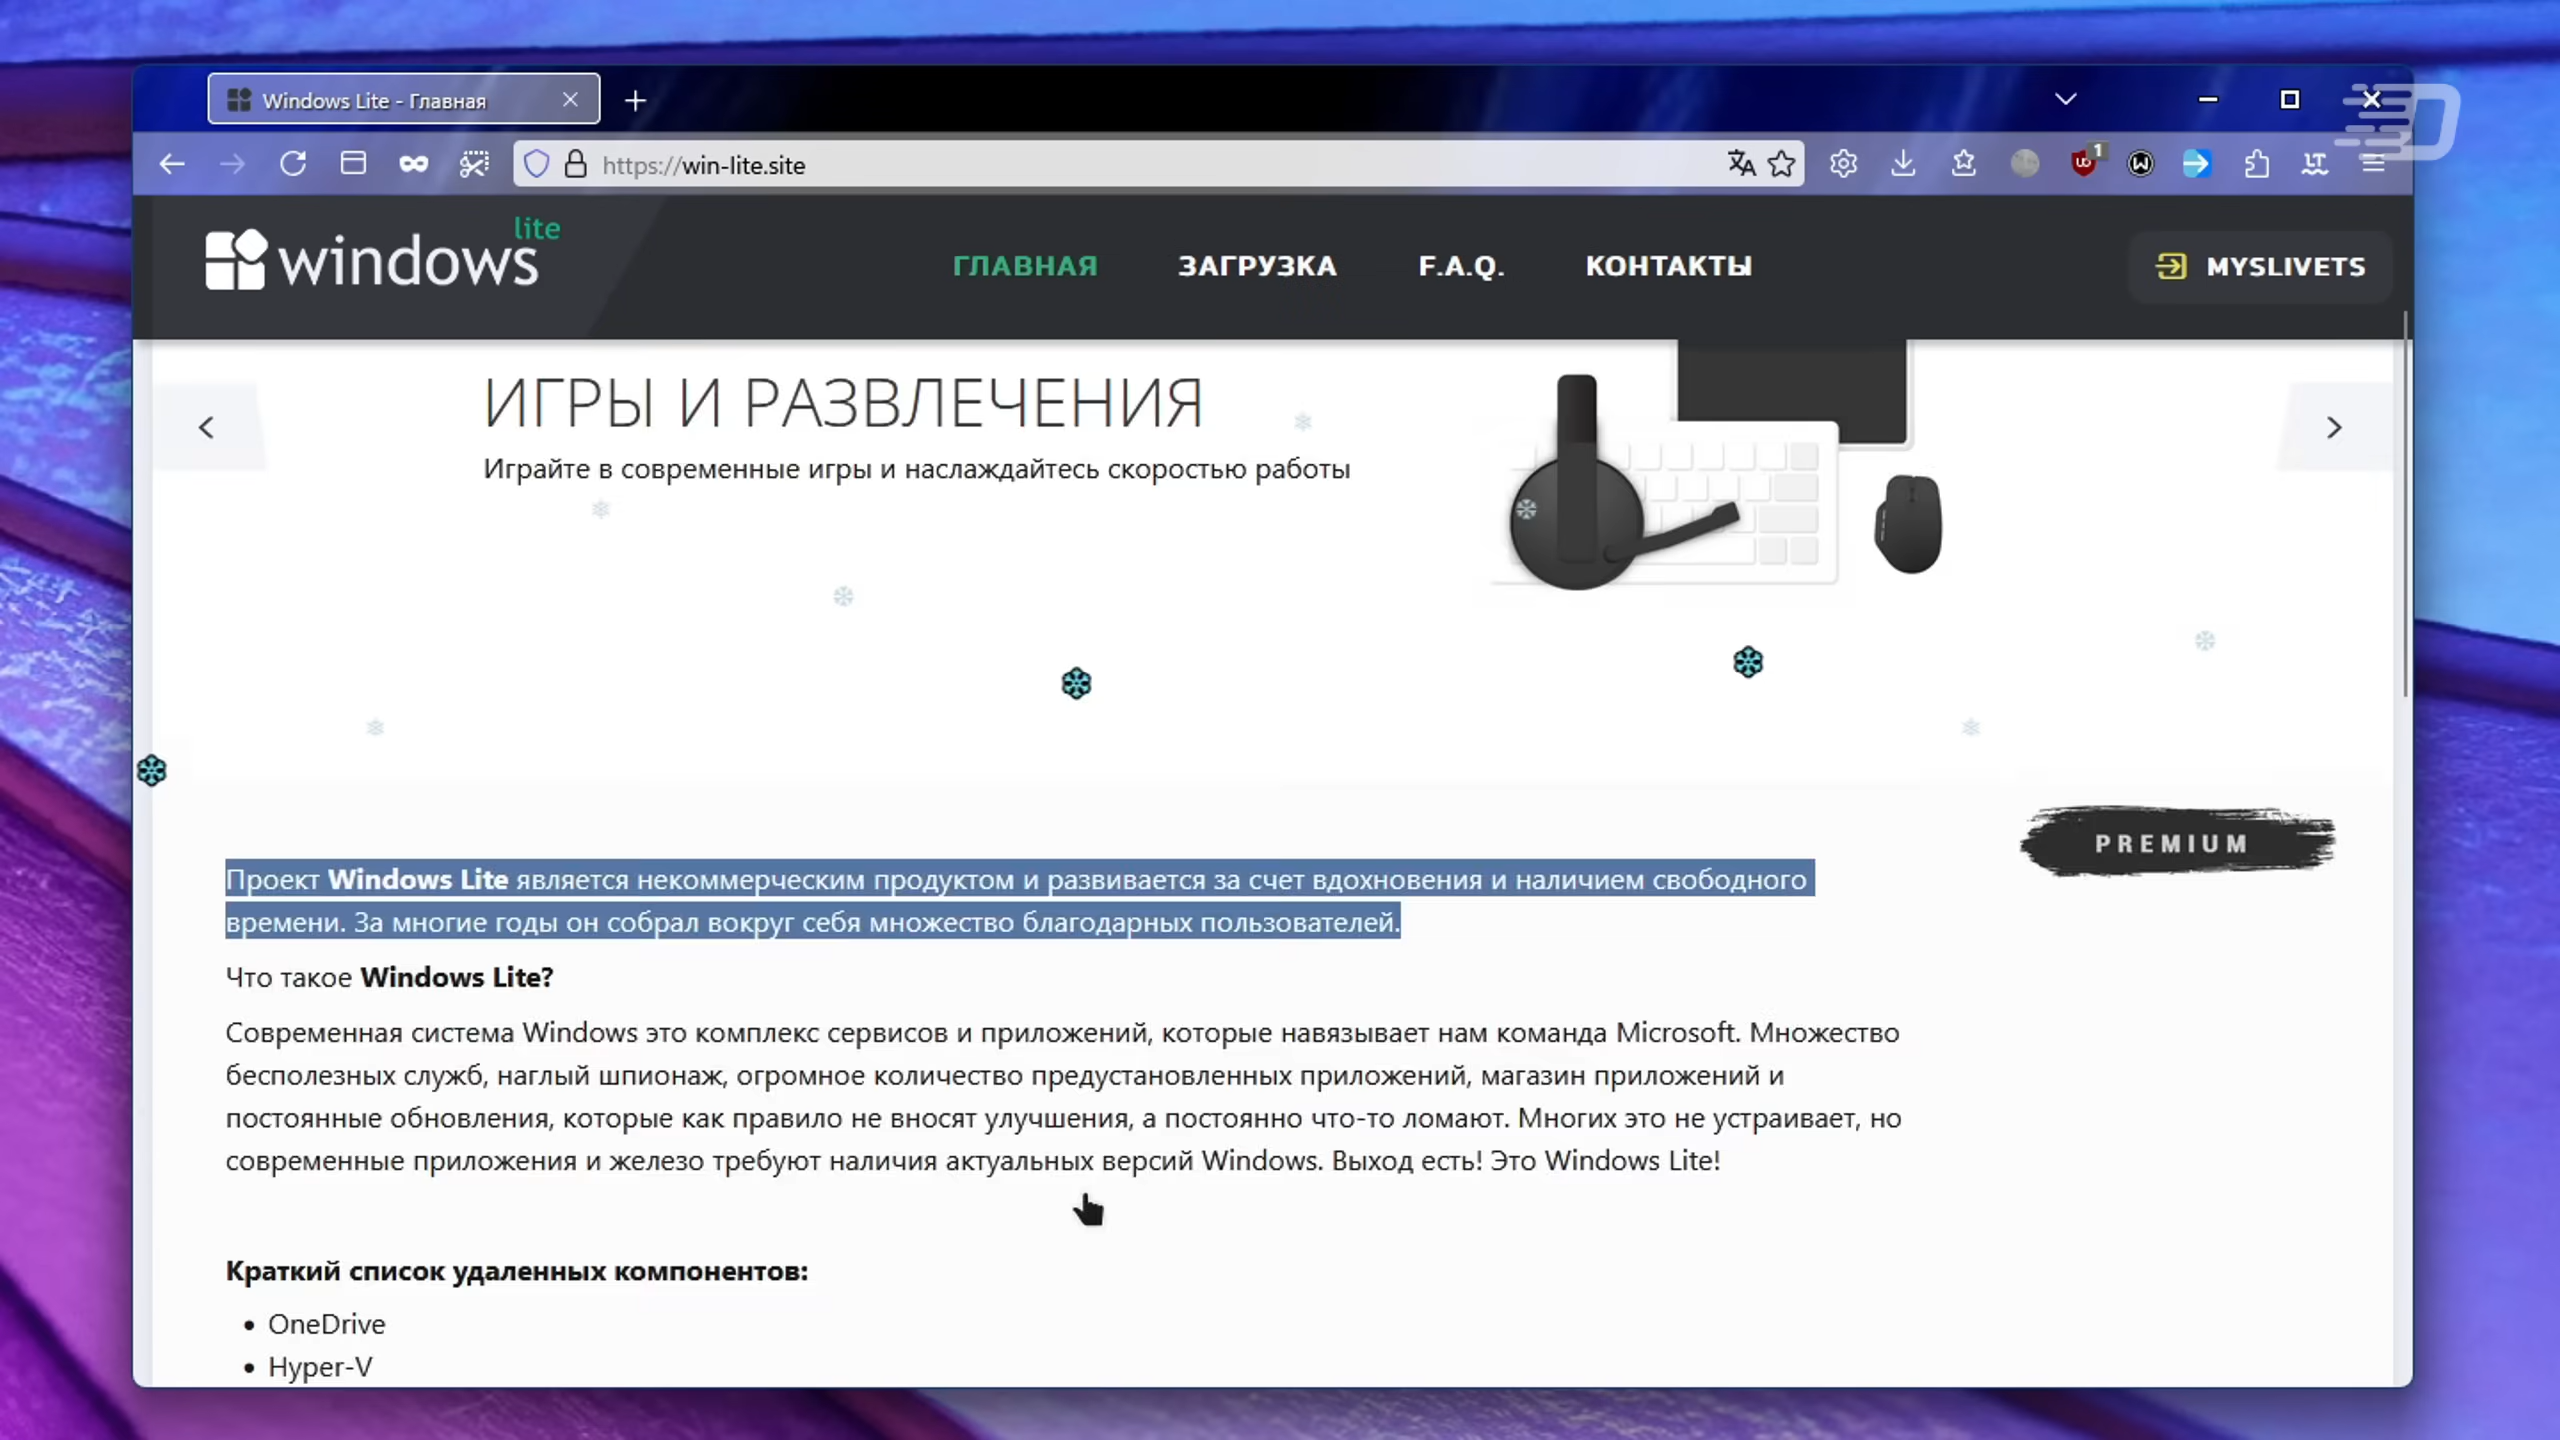 Windows Lite - Главная
https://win-lite.site
1
windows lite
ГЛАВНАЯ
ЗАГРУЗКА
F.A.Q.
КОНТАКТЫ
MYSLIVETS
ИГРЫ И РАЗВЛЕЧЕНИЯ
Играйте в современные игры и наслаждайтесь скоростью работы
PREMIUM
Проект Windows Lite является некоммерческим продуктом и развивается за счет вдохновения и наличием свободного
времени. За многие годы он собрал вокруг себя множество благодарных пользователей.
Что такое Windows Lite?
Современная система Windows это комплекс сервисов и приложений, которые навязывает нам команда Microsoft. Множество
бесполезных служб, наглый шпионаж, огромное количество предустановленных приложений, магазин приложений и
постоянные обновления, которые как правило не вносят улучшения, а постоянно что-то ломают. Многих это не устраивает, но
современные приложения и железо требуют наличия актуальных версий Windows. Выход есть! Это Windows Lite!
Краткий список удаленных компонентов:
• OneDrive
• Hyper-V